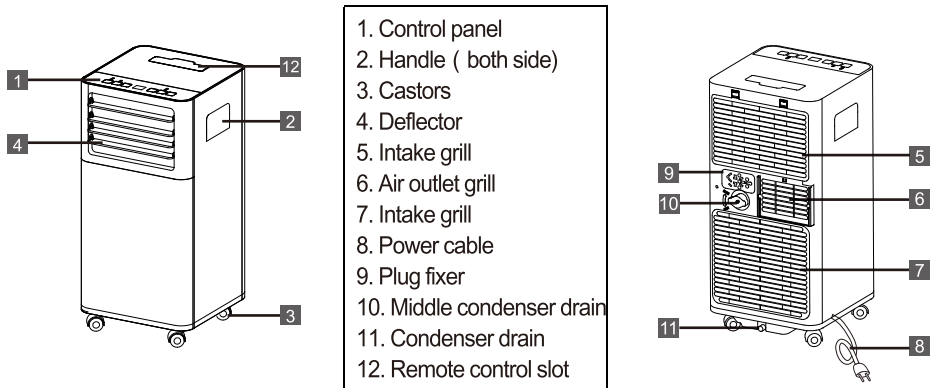 1
12
2
4
3
1. Control panel
2. Handle ( both side)
3. Castors
4. Deflector
5. Intake grill
6. Air outlet grill
7. Intake grill
8. Power cable
9. Plug fixer
10. Middle condenser drain
11. Condenser drain
12. Remote control slot
5
9
6
10
7
11
8